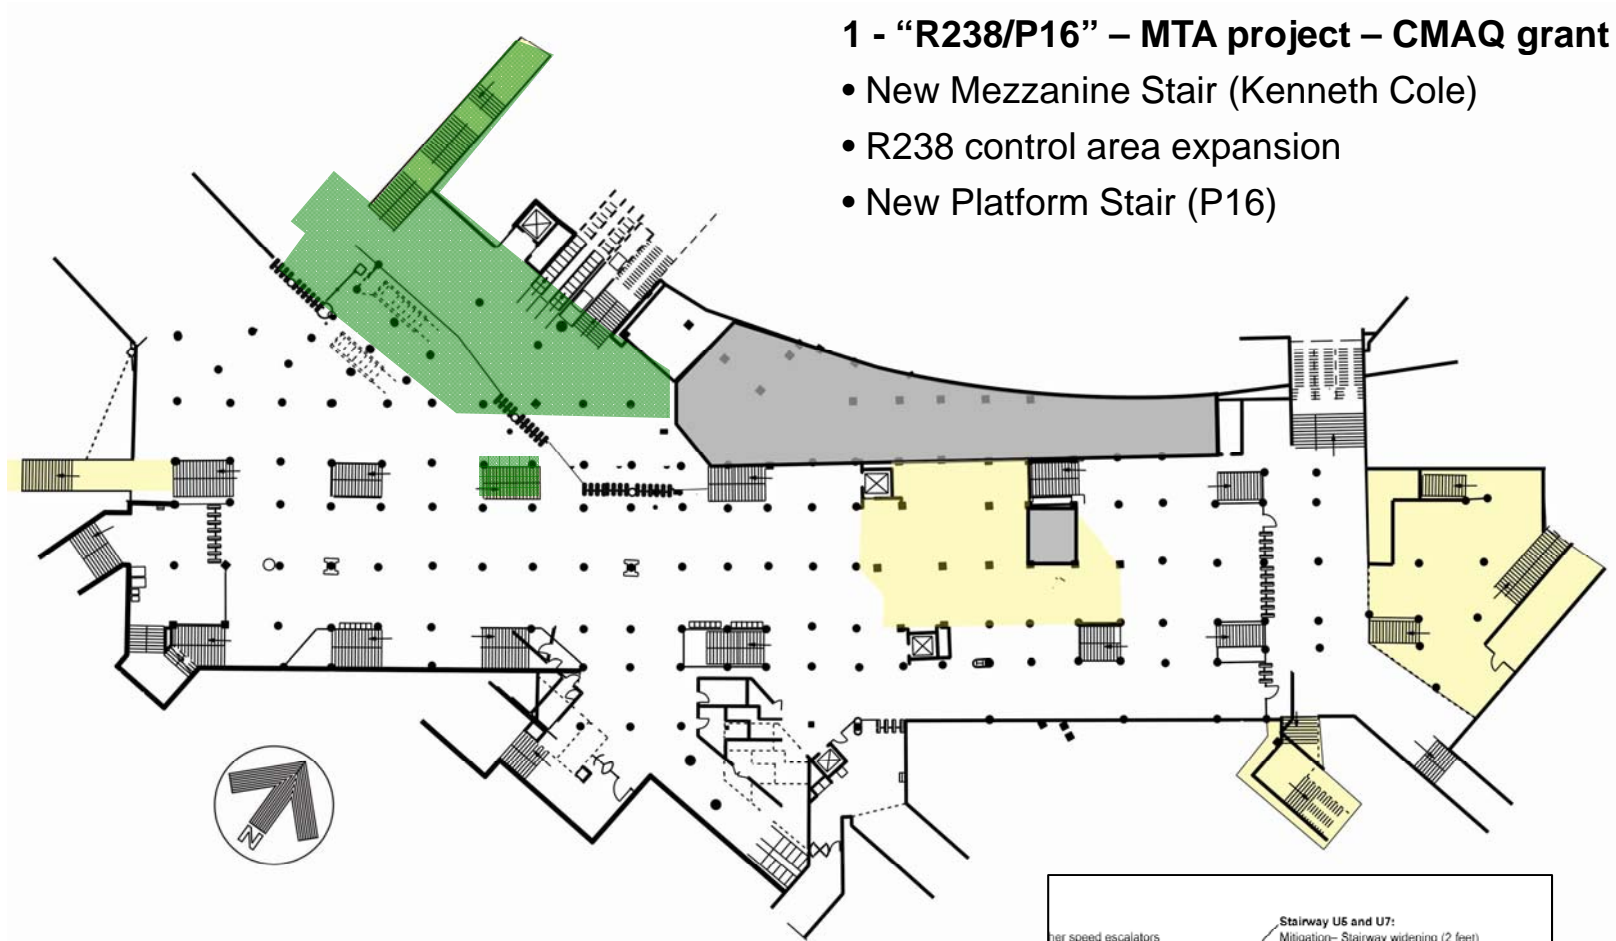 1 - “R238/P16” – MTA project – CMAQ grant
• New Mezzanine Stair (Kenneth Cole)
• R238 control area expansion
• New Platform Stair (P16)
N
Stairway U5 and U7:
her speed escalators
Mitigation– Stairway widening (2 feet)